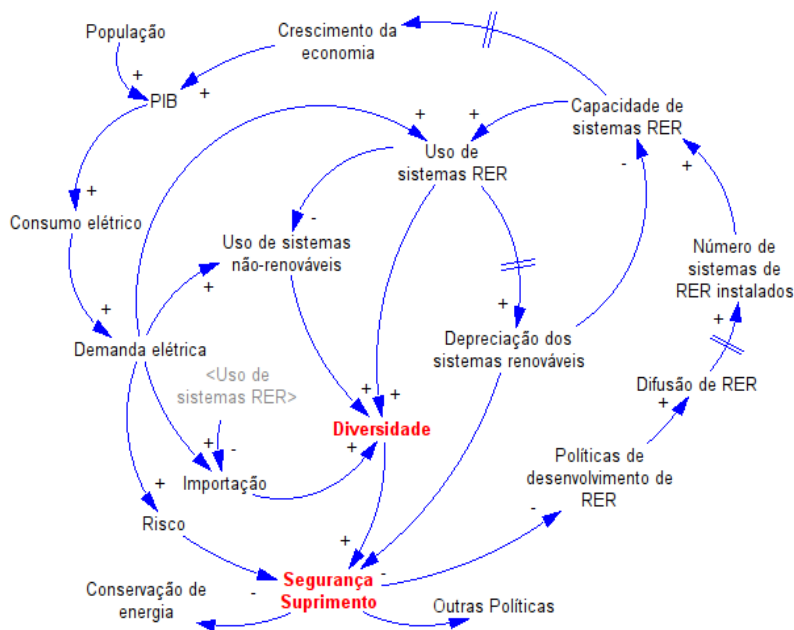 População
Crescimento da
economia
+
PIB
+
+
+
Capacidade de
sistemas RER
Uso de
sistemas RER
-
+
+
Consumo elétrico
-
Uso de sistemas
não-renováveis
Número de
sistemas de
RER instalados
+
+
+
+
Demanda elétrica
Depreciação dos
sistemas renováveis
<Uso de
sistemas RER>
Difusão de RER
+
+
+
Diversidade
+
-
+
Importação
Políticas de
desenvolvimento de
RER
+
Risco
-
+
-
Segurança
Suprimento
Conservação de
energia
-
Outras Políticas